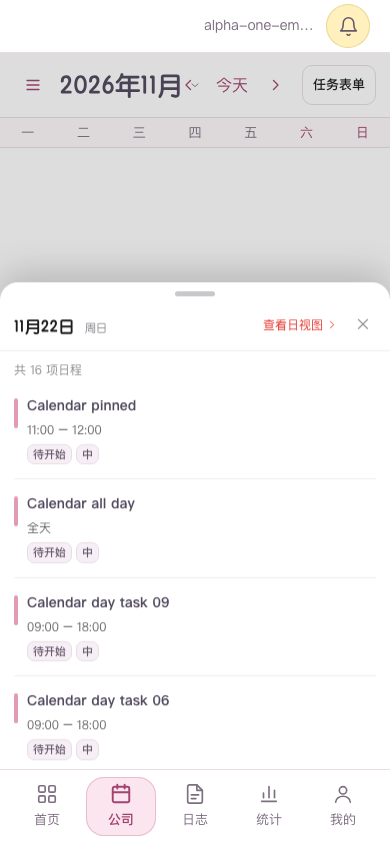 alpha-one-em...
2026年11月 今天 任务表单
一 二 三 四 五 六 日
11月22日 周日 查看日视图
共 16 项日程
Calendar pinned
11:00 – 12:00
待开始 中
Calendar all day
全天
待开始 中
Calendar day task 09
09:00 – 18:00
待开始 中
Calendar day task 06
09:00 – 18:00
待开始 中
首页 公司 日志 统计 我的